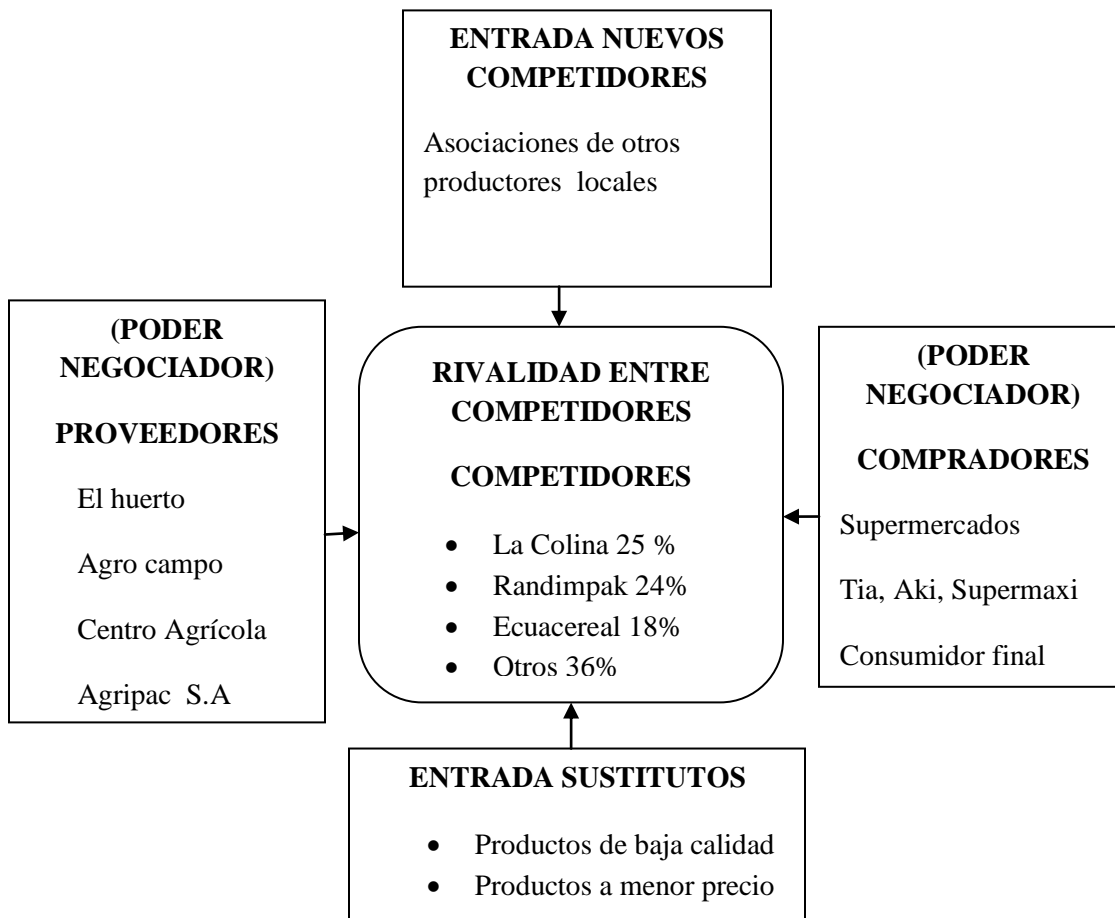 ENTRADA NUEVOS
COMPETIDORES
Asociaciones de otros
productores locales
(PODER
NEGOCIADOR)
PROVEEDORES
El huerto
Agro campo
Centro Agrícola
Agripac S.A
RIVALIDAD ENTRE
COMPETIDORES
COMPETIDORES
• La Colina 25 %
• Randimpak 24%
• Ecuacereal 18%
• Otros 36%
(PODER
NEGOCIADOR)
COMPRADORES
Supermercados
Tia, Aki, Supermaxi
Consumidor final
ENTRADA SUSTITUTOS
• Productos de baja calidad
• Productos a menor precio